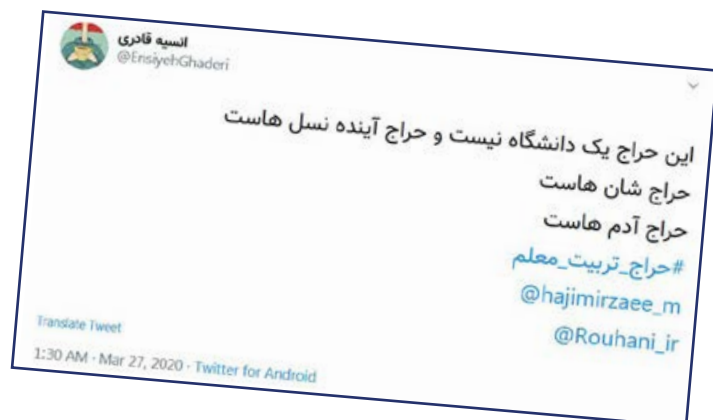 انسیه قادری
@EnsiyehGhaderi
این حراج یک دانشگاه نیست و حراج آینده نسل هاست
حراج شان هاست
حراج آدم هاست
#حراج_تربیت_معلم
@hajimirzaee_m
@Rouhani_ir
Translate Tweet
1:30 AM · Mar 27, 2020 · Twitter for Android